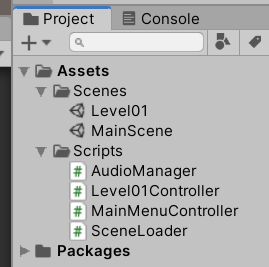 Project Console
Assets
Scenes
Level01
MainScene
Scripts
# AudioManager
# Level01Controller
# MainMenuController
# SceneLoader
Packages